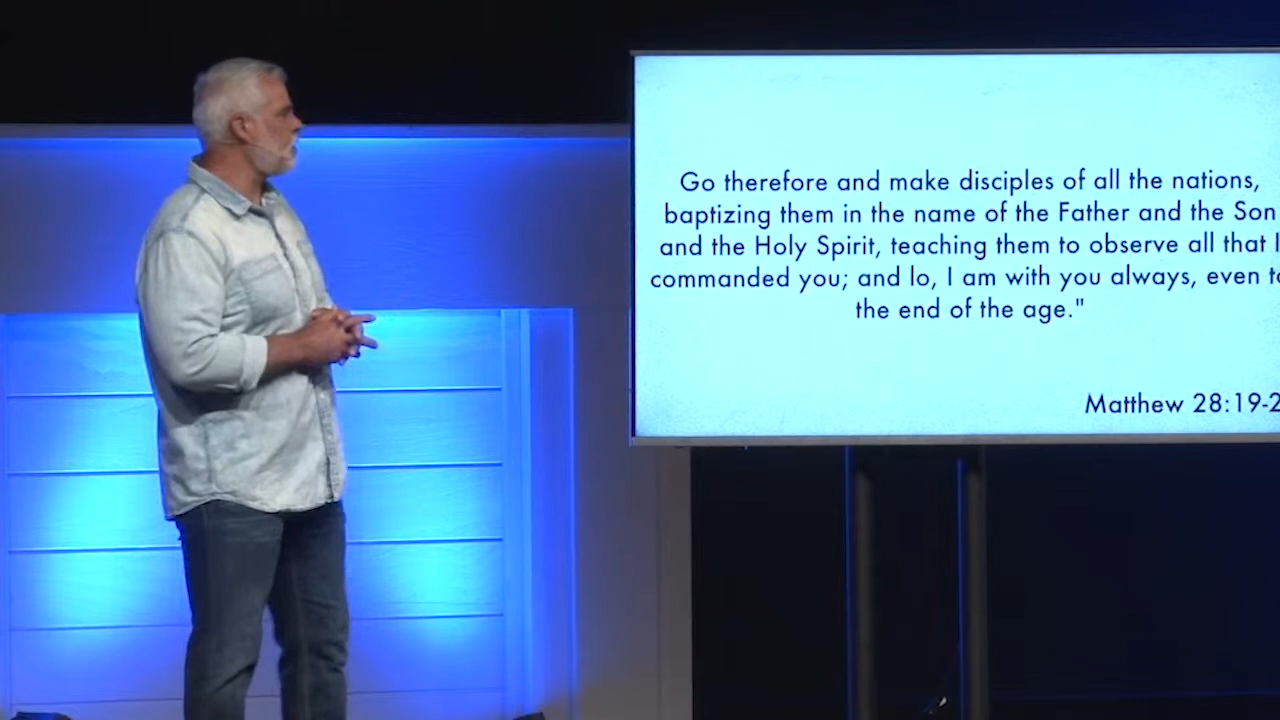 Go therefore and make disciples of all the nations,
baptizing them in the name of the Father and the Son
and the Holy Spirit, teaching them to observe all that I
commanded you; and lo, I am with you always, even to
the end of the age."
Matthew 28:19-2